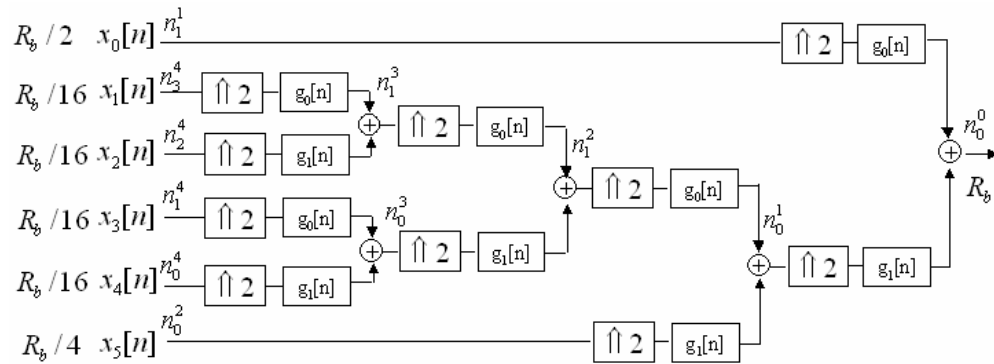 R_b/2 x_0[n] n_1^1 ⇑2 g_0[n]
R_b/16 x_1[n] n_3^4 ⇑2 g_0[n] n_1^3 ⇑2 g_0[n] n_1^2 n_0^0
R_b/16 x_2[n] n_2^4 ⇑2 g_1[n]
⇑2 g_0[n] R_b
R_b/16 x_3[n] n_1^4 ⇑2 g_0[n] n_0^3 ⇑2 g_1[n] n_0^1
⇑2 g_1[n]
R_b/16 x_4[n] n_0^4 ⇑2 g_1[n]
R_b/4 x_5[n] n_0^2 ⇑2 g_1[n]